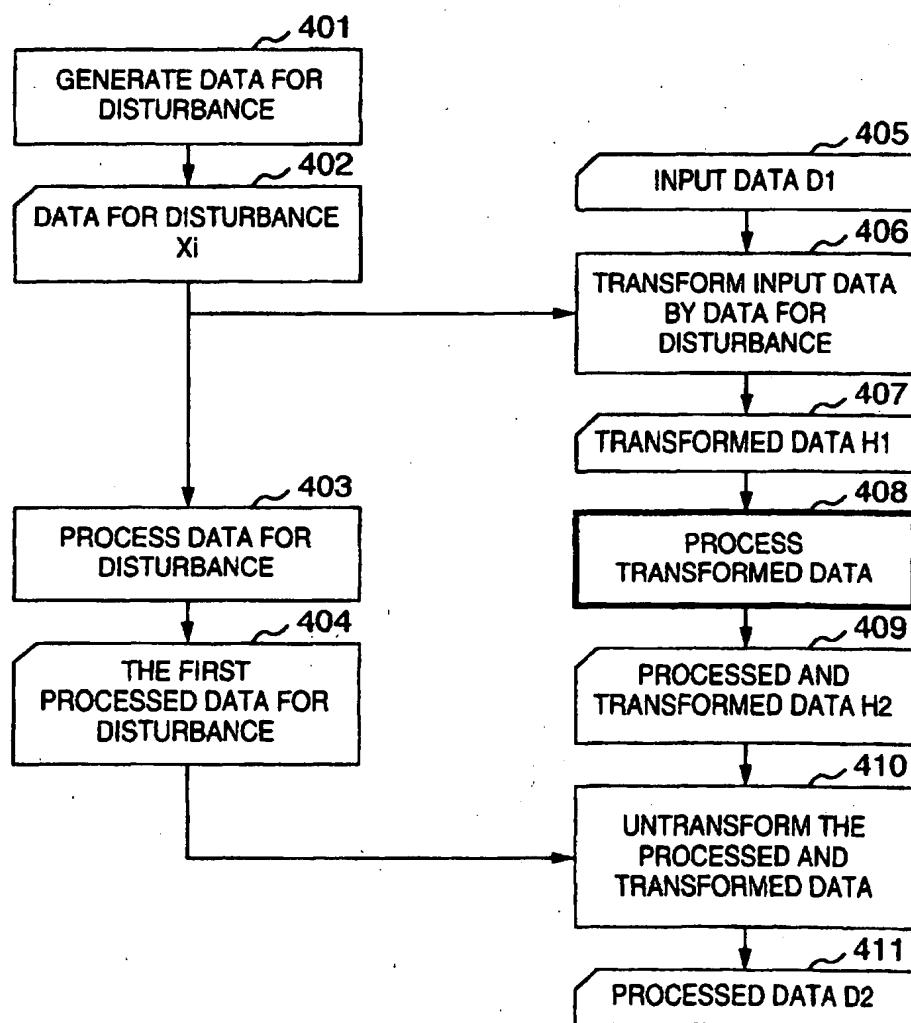 401
GENERATE DATA FOR
DISTURBANCE
402
DATA FOR DISTURBANCE
Xi
403
PROCESS DATA FOR
DISTURBANCE
404
THE FIRST
PROCESSED DATA FOR
DISTURBANCE
405
INPUT DATA D1
406
TRANSFORM INPUT DATA
BY DATA FOR
DISTURBANCE
407
TRANSFORMED DATA H1
408
PROCESS
TRANSFORMED DATA
409
PROCESSED AND
TRANSFORMED DATA H2
410
UNTRANSFORM THE
PROCESSED AND
TRANSFORMED DATA
411
PROCESSED DATA D2